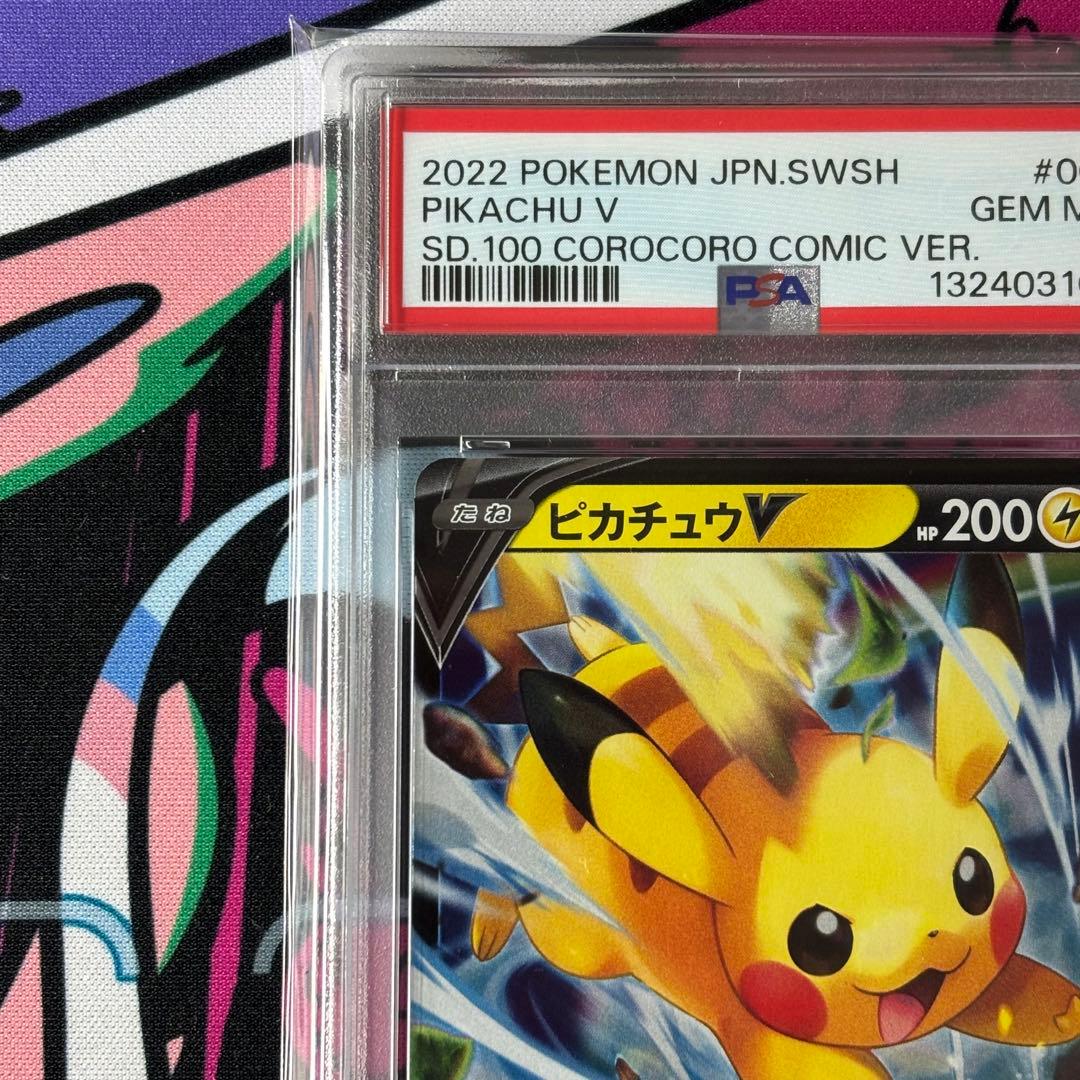 2022 POKEMON JPN.SWSH
PIKACHU V GEM
SD.100 COROCORO COMIC VER.
PSA
たね ピカチュウV HP 200